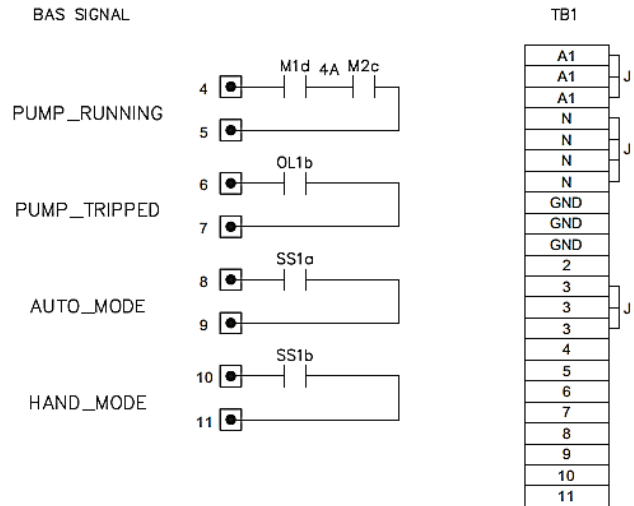 BAS SIGNAL
PUMP_RUNNING
4
M1d 4A M2c
5
PUMP_TRIPPED
6
OL1b
7
AUTO_MODE
8
SS1a
9
HAND_MODE
10
SS1b
11
TB1
A1
A1
A1
J
N
N
N
N
J
GND
GND
GND
2
3
3
3
J
4
5
6
7
8
9
10
11